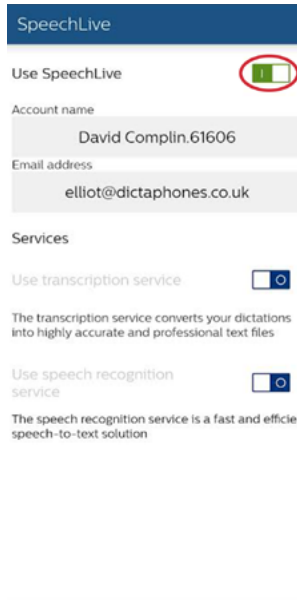 SpeechLive
Use SpeechLive
Account name
David Complin.61606
Email address
elliot@dictaphones.co.uk
Services
Use transcription service
The transcription service converts your dictations
into highly accurate and professional text files
Use speech recognition
service
The speech recognition service is a fast and efficie
speech-to-text solution